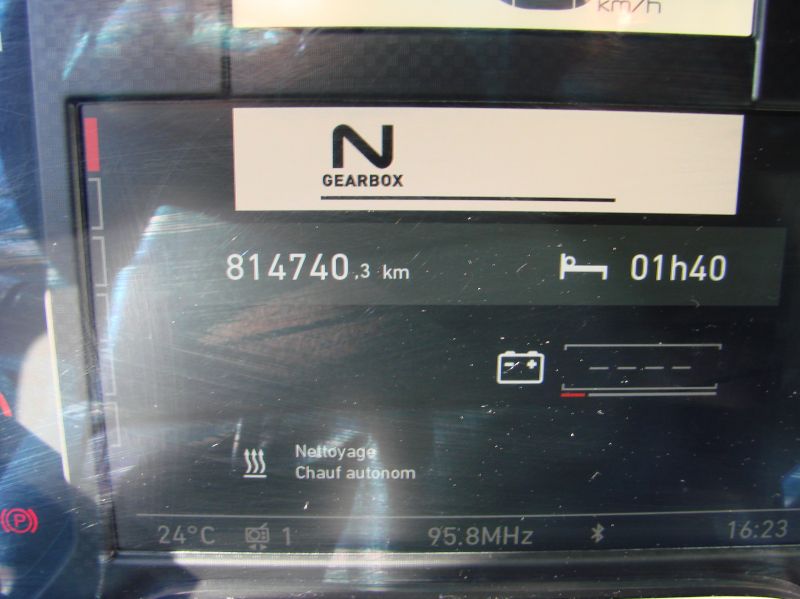 km/h
N
GEARBOX
814740,3 km 01h40
- +
- - - -
Nettoyage
Chauf autonom
P
24°C 1 95.8MHz 16:23